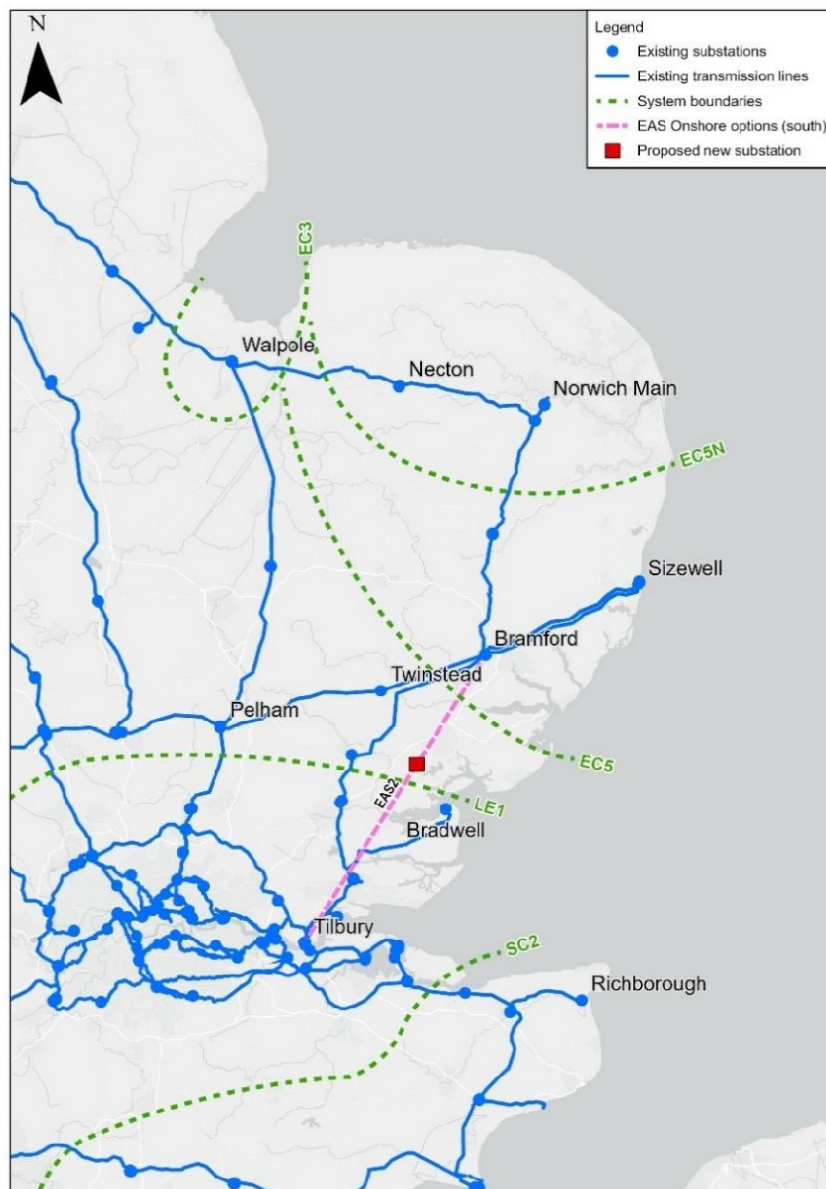 N
Legend
Existing substations
Existing transmission lines
System boundaries
EAS Onshore options (south)
Proposed new substation
EC3
Walpole
Necton
Norwich Main
EC5N
Sizewell
Bramford
Twinstead
Pelham
EC5
EAS2
LE1
Bradwell
Tilbury
SC2
Richborough